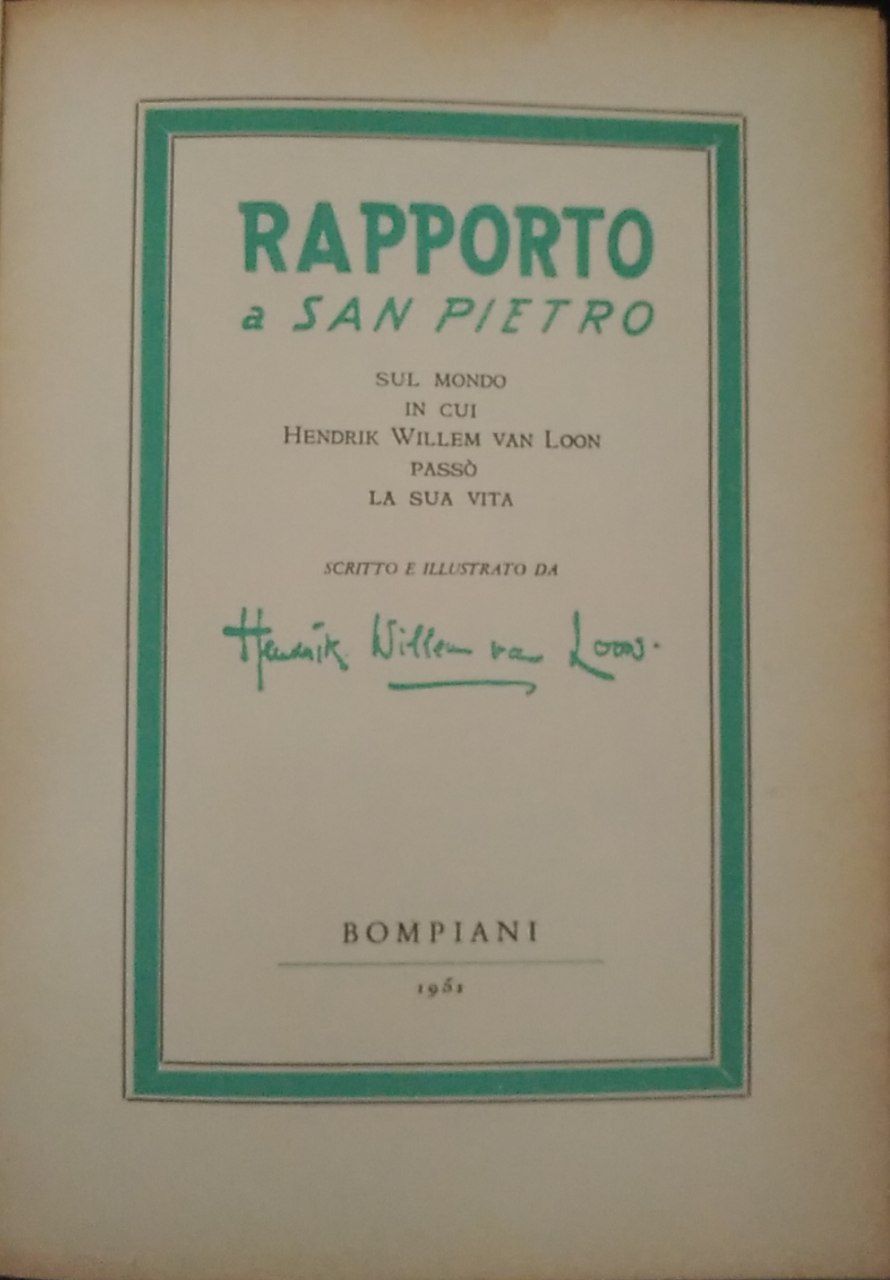 RAPPORTO
a SAN PIETRO
SUL MONDO
IN CUI
HENDRIK WILLEM VAN LOON
PASSÒ
LA SUA VITA
SCRITTO E ILLUSTRATO DA
Hendrik Willem van Loon.
BOMPIANI
1951